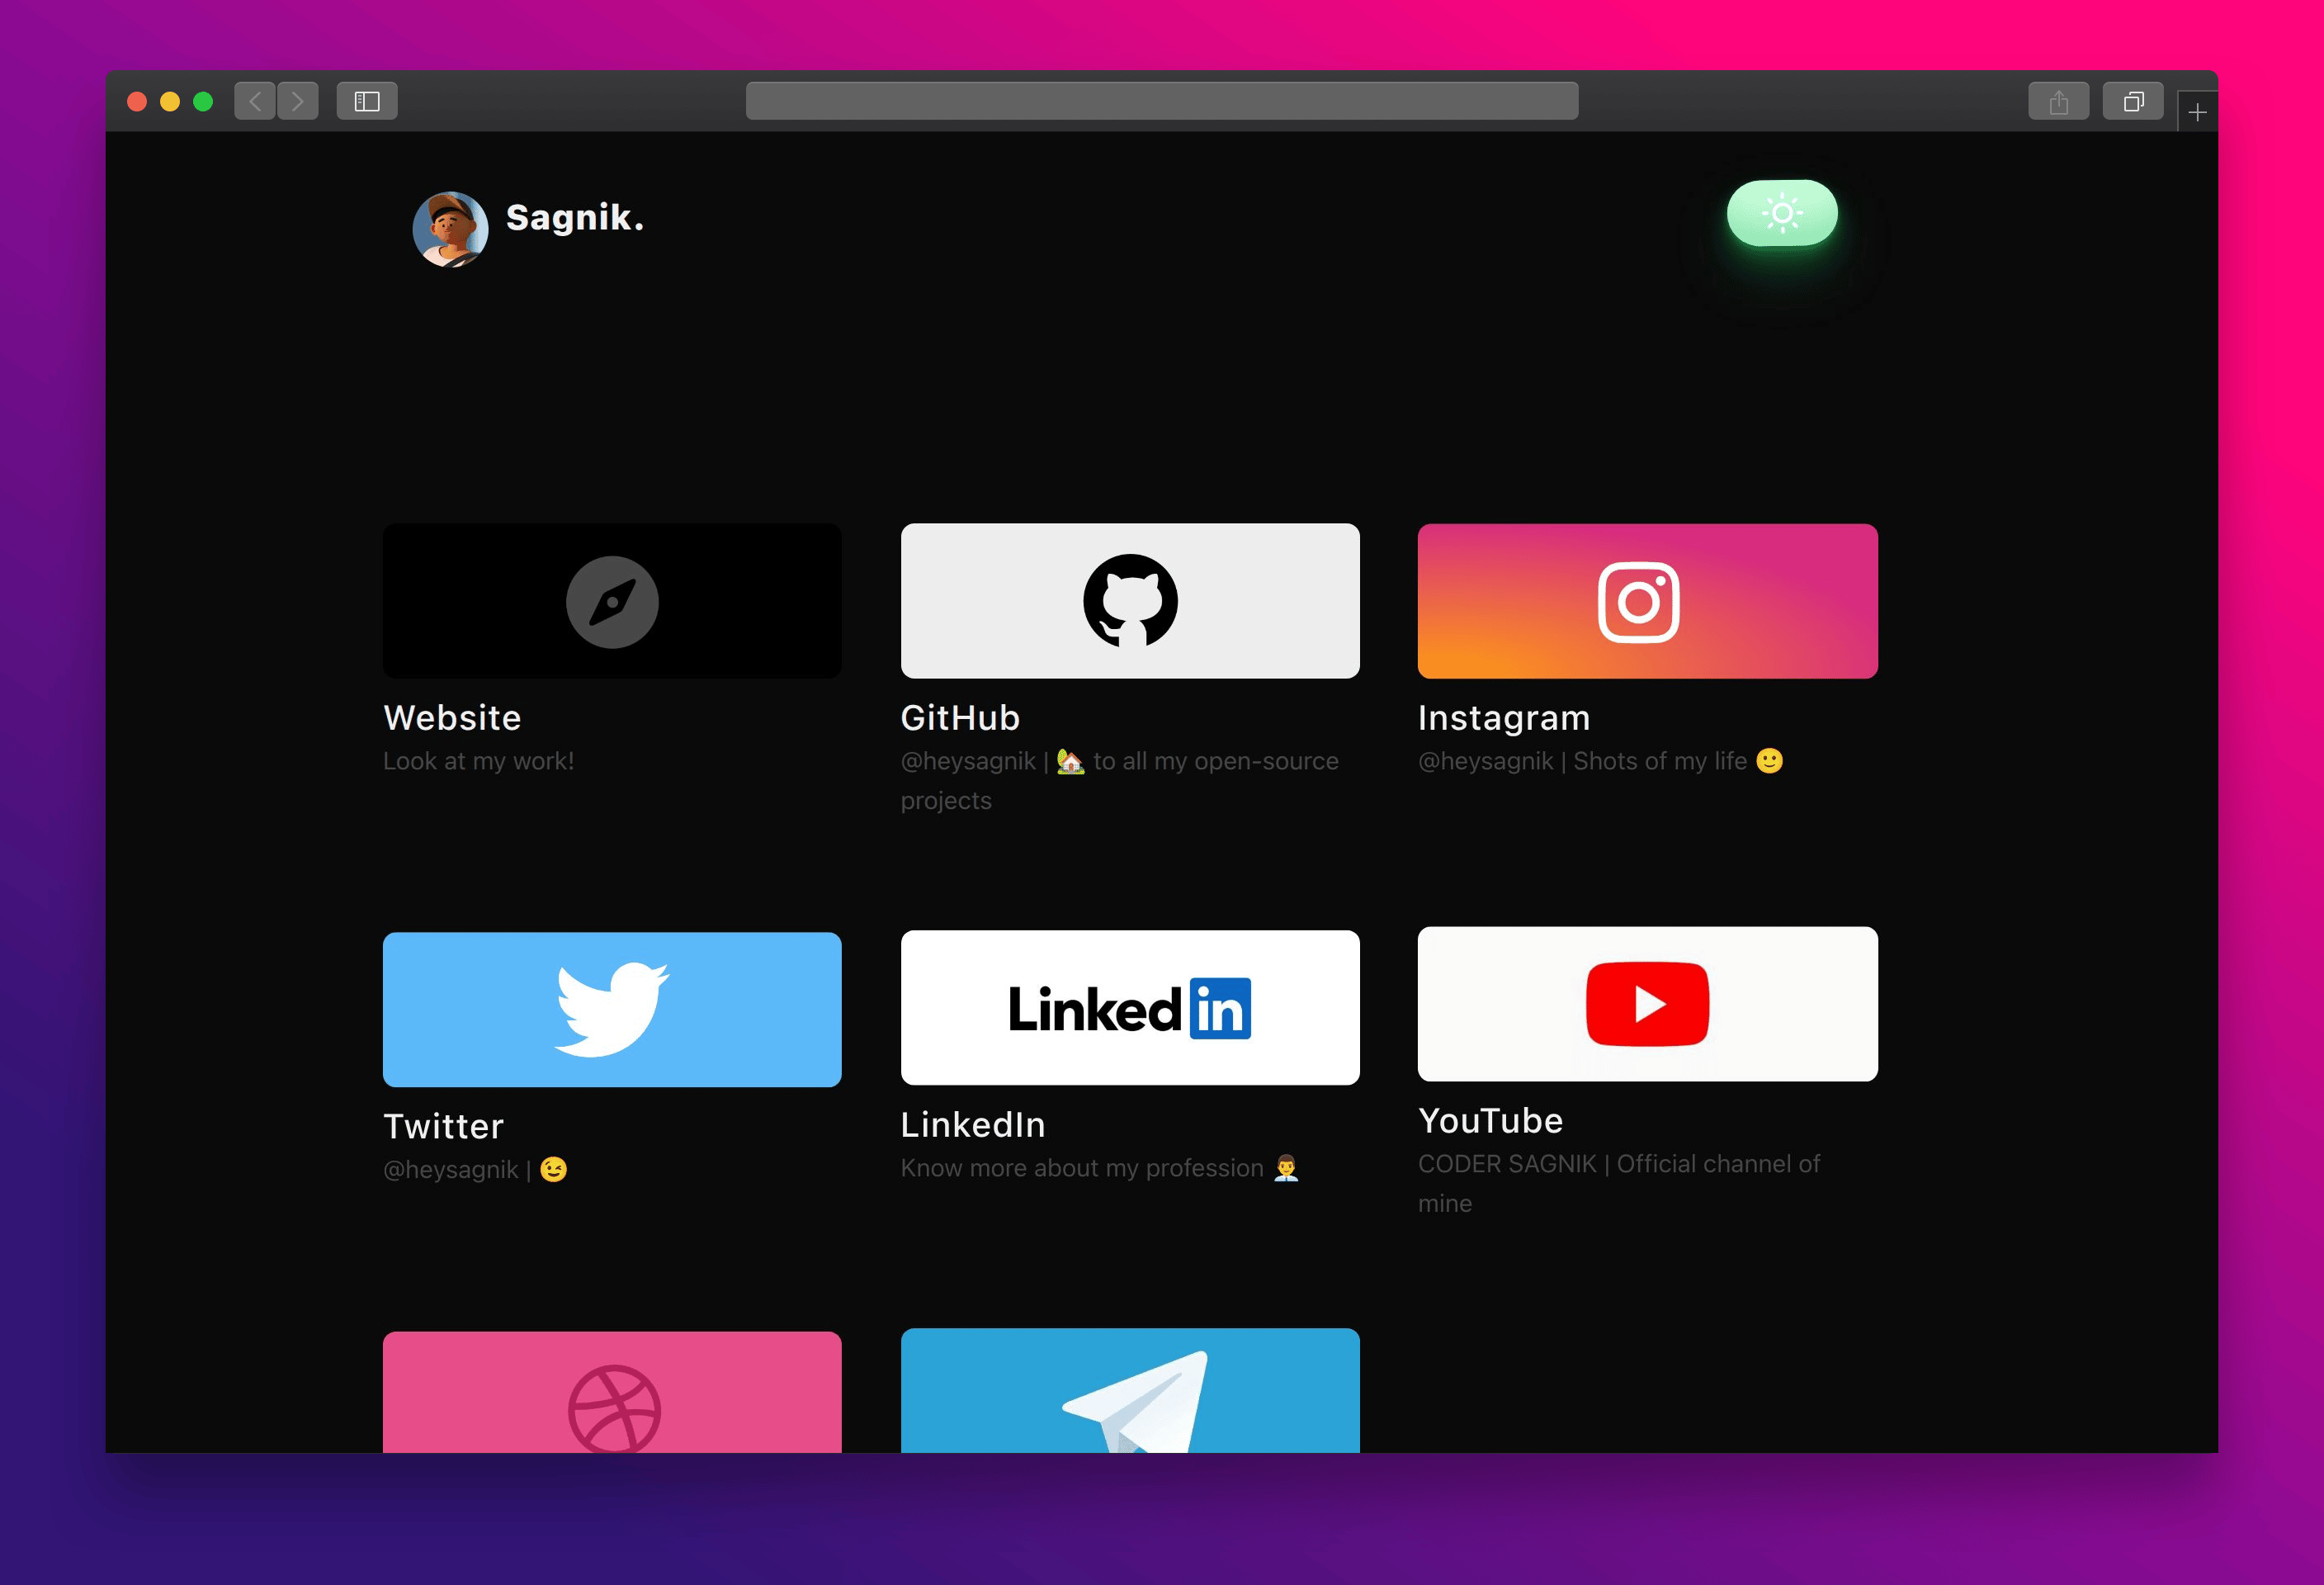 Sagnik.
Website
Look at my work!
GitHub
@heysagnik | 🏡 to all my open-source
projects
Instagram
@heysagnik | Shots of my life 🙂
Linked in
Twitter
@heysagnik | 😉
LinkedIn
Know more about my profession 👨‍💼
YouTube
CODER SAGNIK | Official channel of
mine